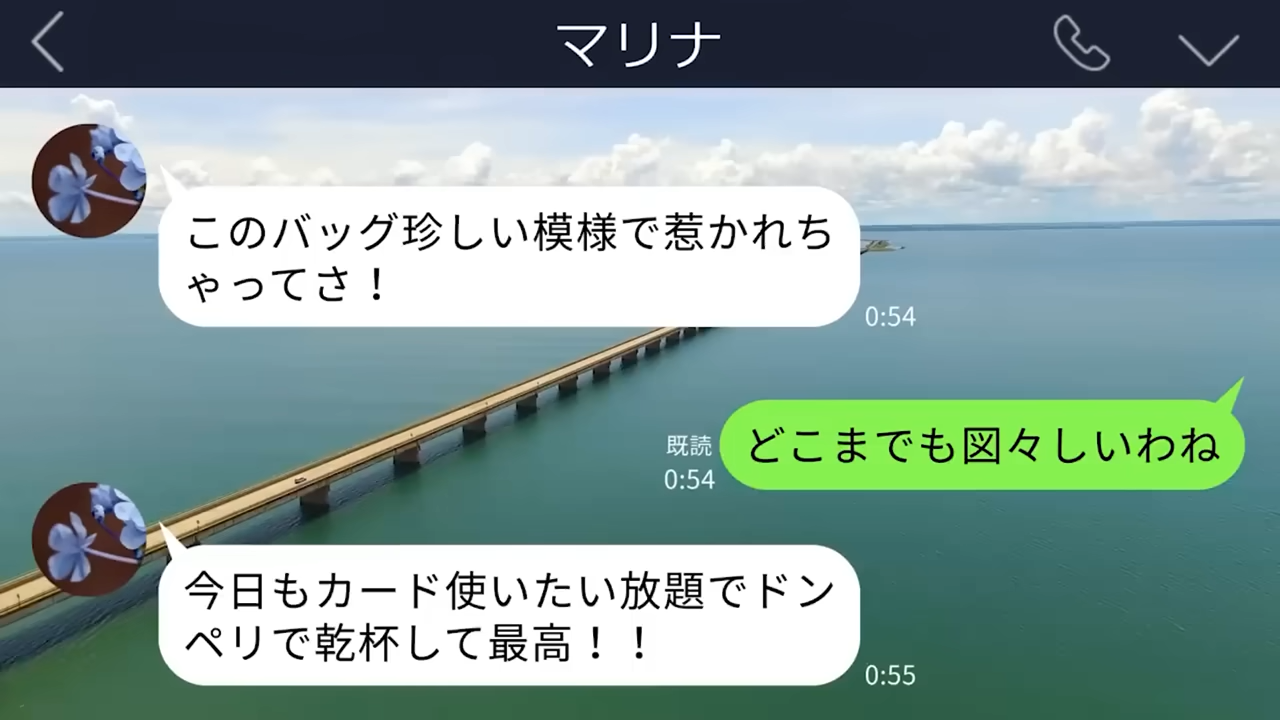 マリナ
このバッグ珍しい模様で惹かれち
ゃってさ！
0:54
どこまでも図々しいわね
既読
0:54
今日もカード使いたい放題でドン
ペリで乾杯して最高！！
0:55